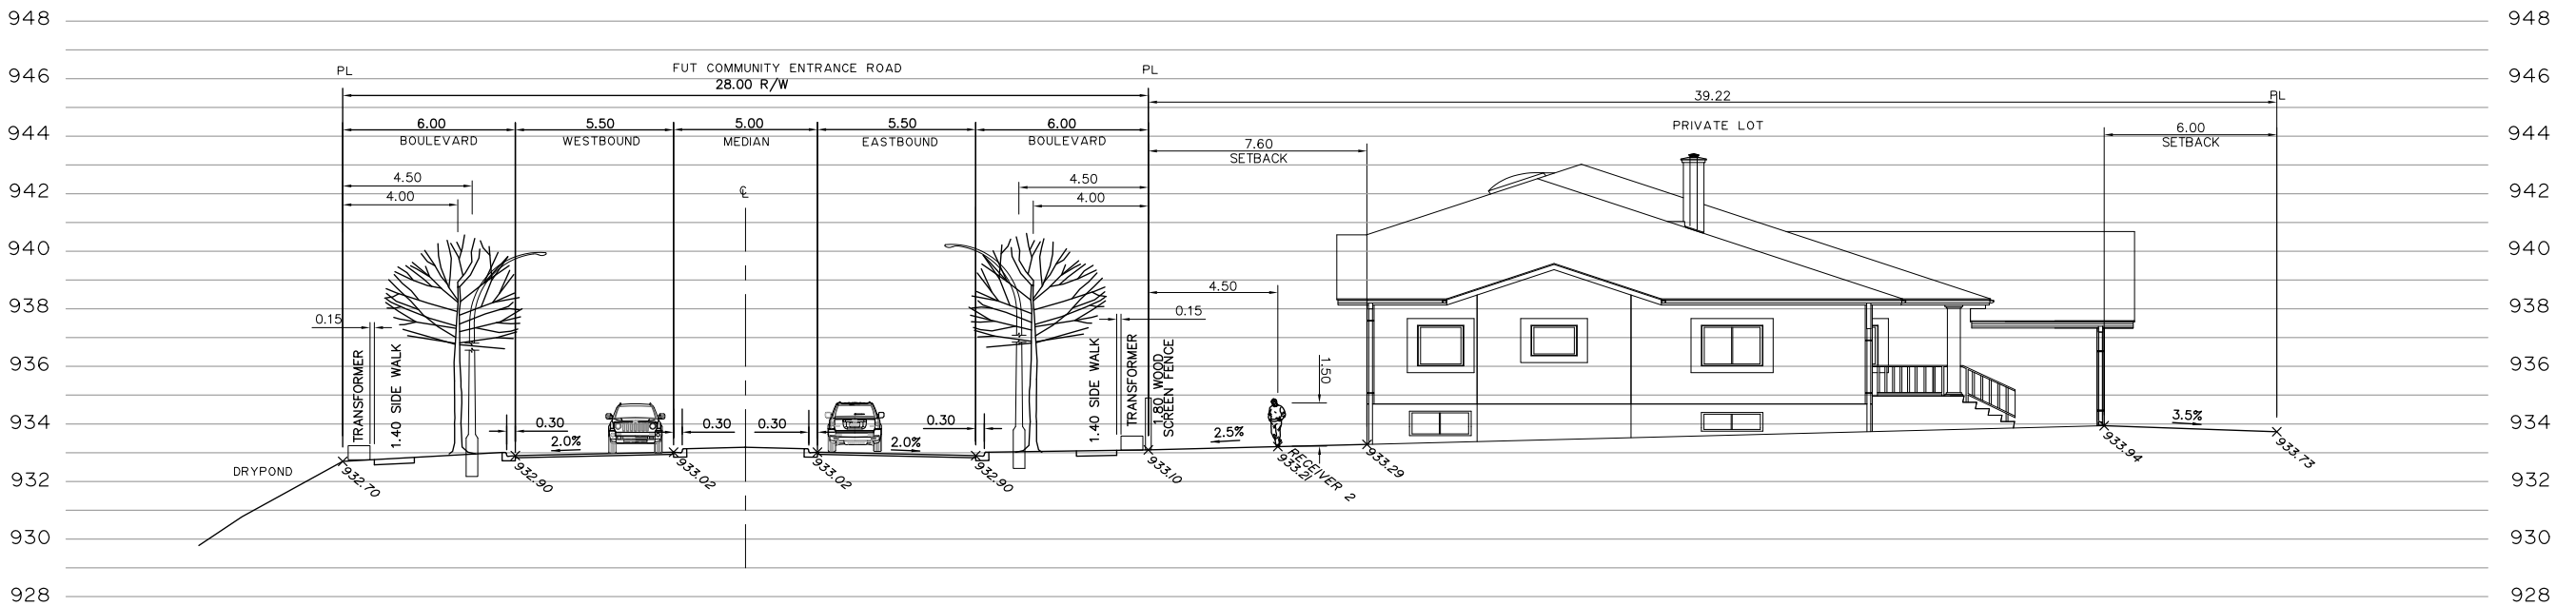 948
948
PL
FUT COMMUNITY ENTRANCE ROAD
PL
946
946
28.00 R/W
39.22
PL
6.00
5.50
5.00
5.50
6.00
PRIVATE LOT
6.00
944
944
BOULEVARD
WESTBOUND
MEDIAN
EASTBOUND
BOULEVARD
7.60
SETBACK
SETBACK
4.50
4.50
942
℄
942
4.00
4.00
940
940
4.50
938
938
0.15
0.15
TRANSFORMER
1.40 SIDE WALK
1.40 SIDE WALK
TRANSFORMER
1.80 WOOD
SCREEN FENCE
1.50
936
936
934
934
0.30
0.30
0.30
0.30
2.0%
2.0%
2.5%
3.5%
DRYPOND
932.70
932.90
933.02
933.02
932.90
933.10
933.21
RECEIVER 2
933.29
933.94
933.73
932
932
930
930
928
928